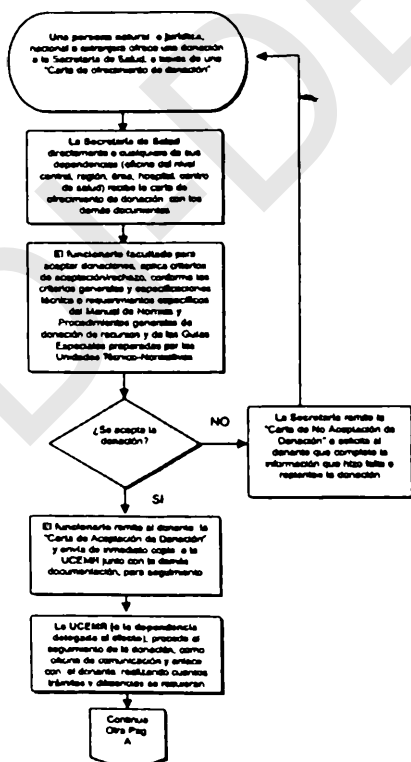 Una persona natural o jurídica,
nacional o extranjera ofrece una donación
a la Secretaría de Salud, a través de una
"Carta de ofrecimiento de donación"
La Secretaría de Salud
directamente o cualquiera de sus
dependencias (oficina del nivel
central, región, área, hospital, centro
de salud) recibe la carta de
ofrecimiento de donación con los
demás documentos
El funcionario facultado para
aceptar donaciones, aplica criterios
de aceptación/rechazo, conforme los
criterios generales y especificaciones
técnica o requerimientos específicos
del Manual de Normas y
Procedimientos generales de
donación de recursos y de las Guías
Especiales preparadas por las
Unidades Técnico-Normativas
¿Se acepta la
donación?
NO
La Secretaría remite la
"Carta de No Aceptación de
Donación" o solicita al
donante que complete la
información que hizo falta o
replantee la donación
SI
El funcionario remite al donante la
"Carta de Aceptación de Donación"
y envía de inmediato copia a la
UCEMR junto con la demás
documentación, para seguimiento
La UCEMR (o la dependencia
delegada al efecto), procede al
seguimiento de la donación, como
oficina de comunicación y enlace
con el donante, realizando cuantos
trámites y diligencias se requieran
Continua
Otra Pag
A